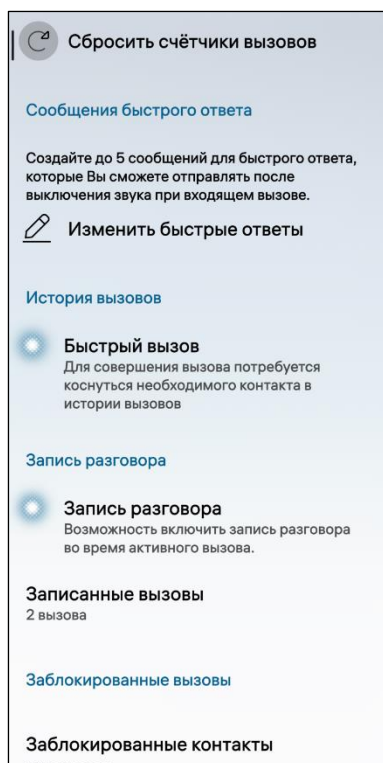 Сбросить счётчики вызовов
Сообщения быстрого ответа
Создайте до 5 сообщений для быстрого ответа,
которые Вы сможете отправлять после
выключения звука при входящем вызове.
Изменить быстрые ответы
История вызовов
Быстрый вызов
Для совершения вызова потребуется
коснуться необходимого контакта в
истории вызовов
Запись разговора
Запись разговора
Возможность включить запись разговора
во время активного вызова.
Записанные вызовы
2 вызова
Заблокированные вызовы
Заблокированные контакты